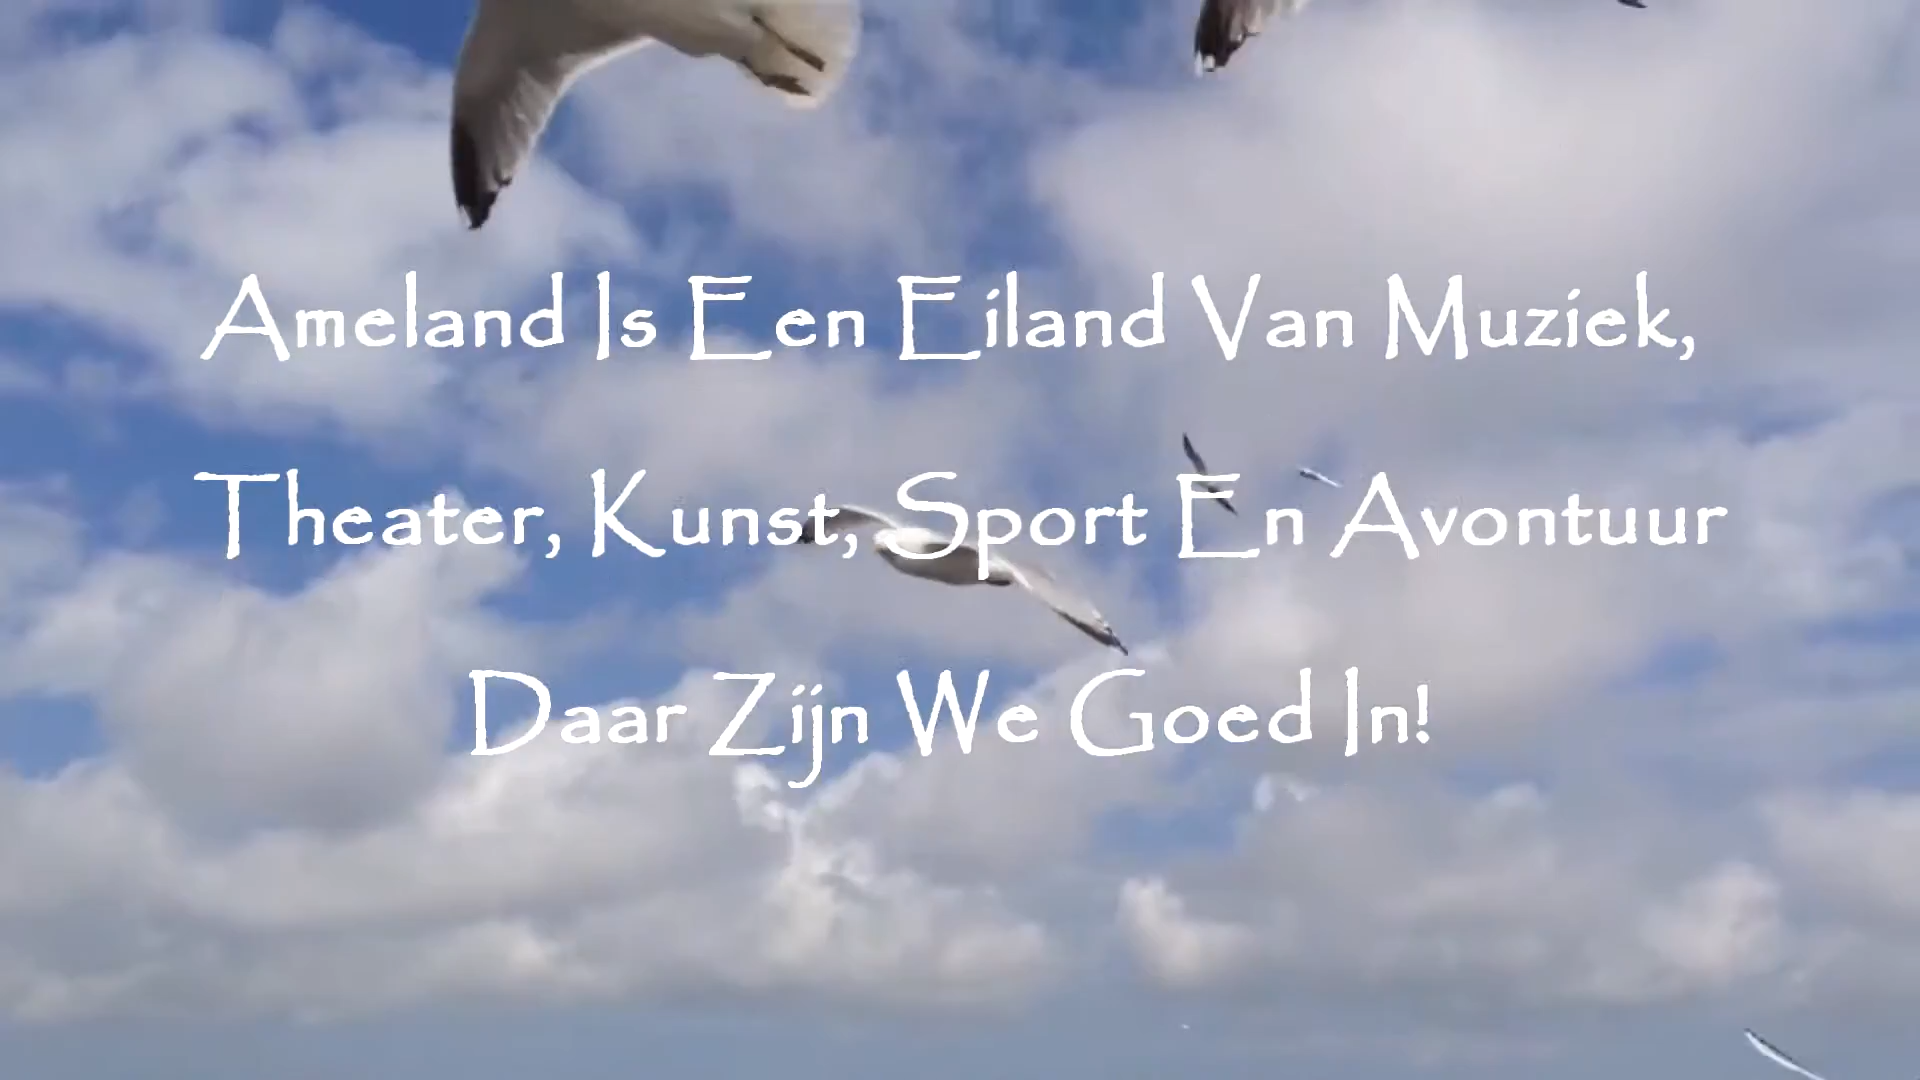 Ameland Is Een Eiland Van Muziek,
Theater, Kunst, Sport En Avontuur
Daar Zijn We Goed In!